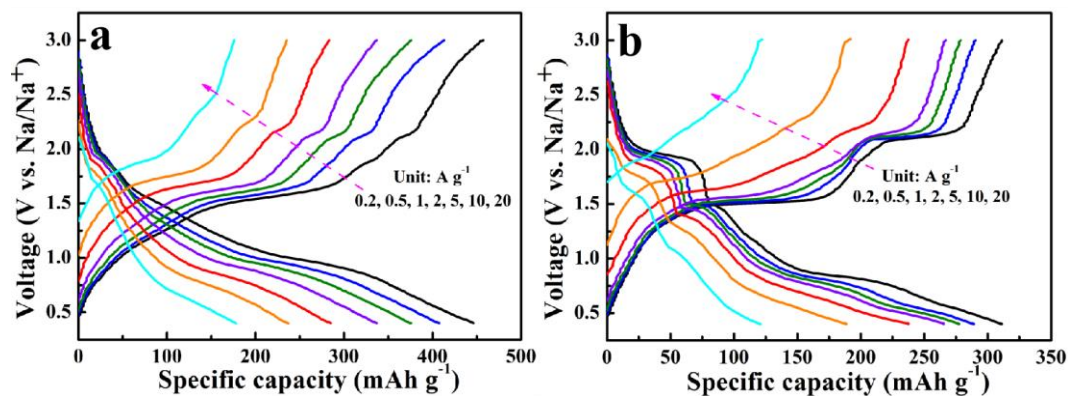 a
Voltage (V vs. Na/Na⁺)
3.0
2.5
2.0
1.5
1.0
0.5
Unit: A g⁻¹
0.2, 0.5, 1, 2, 5, 10, 20
0 100 200 300 400 500
Specific capacity (mAh g⁻¹)
b
Voltage (V vs. Na/Na⁺)
3.0
2.5
2.0
1.5
1.0
0.5
Unit: A g⁻¹
0.2, 0.5, 1, 2, 5, 10, 20
0 50 100 150 200 250 300 350
Specific capacity (mAh g⁻¹)